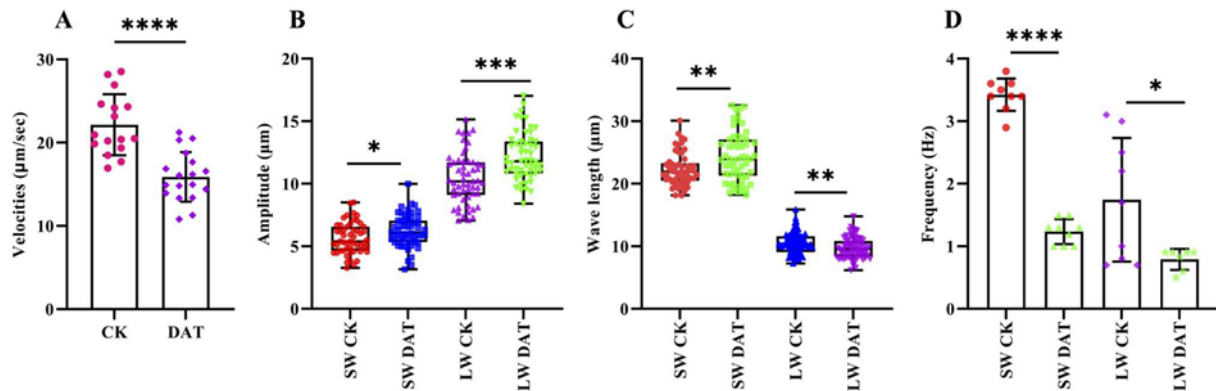 A
****
Velocities (µm/sec)
30
20
10
0
CK
DAT
B
***
*
Amplitude (µm)
20
15
10
5
0
SW CK
SW DAT
LW CK
LW DAT
C
**
**
Wave length (µm)
40
30
20
10
0
SW CK
SW DAT
LW CK
LW DAT
D
****
*
Frequency (Hz)
4
3
2
1
0
SW CK
SW DAT
LW CK
LW DAT